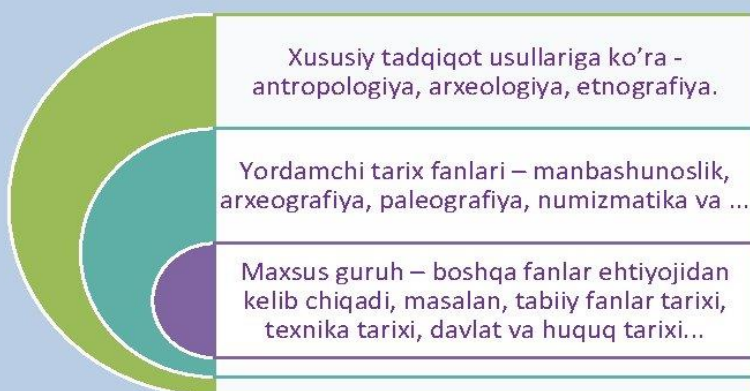 Xususiy tadqiqot usullariga ko’ra -
antropologiya, arxeologiya, etnografiya.
Yordamchi tarix fanlari – manbashunoslik,
arxeografiya, paleografiya, numizmatika va ...
Maxsus guruh – boshqa fanlar ehtiyojidan
kelib chiqadi, masalan, tabiiy fanlar tarixi,
texnika tarixi, davlat va huquq tarixi...